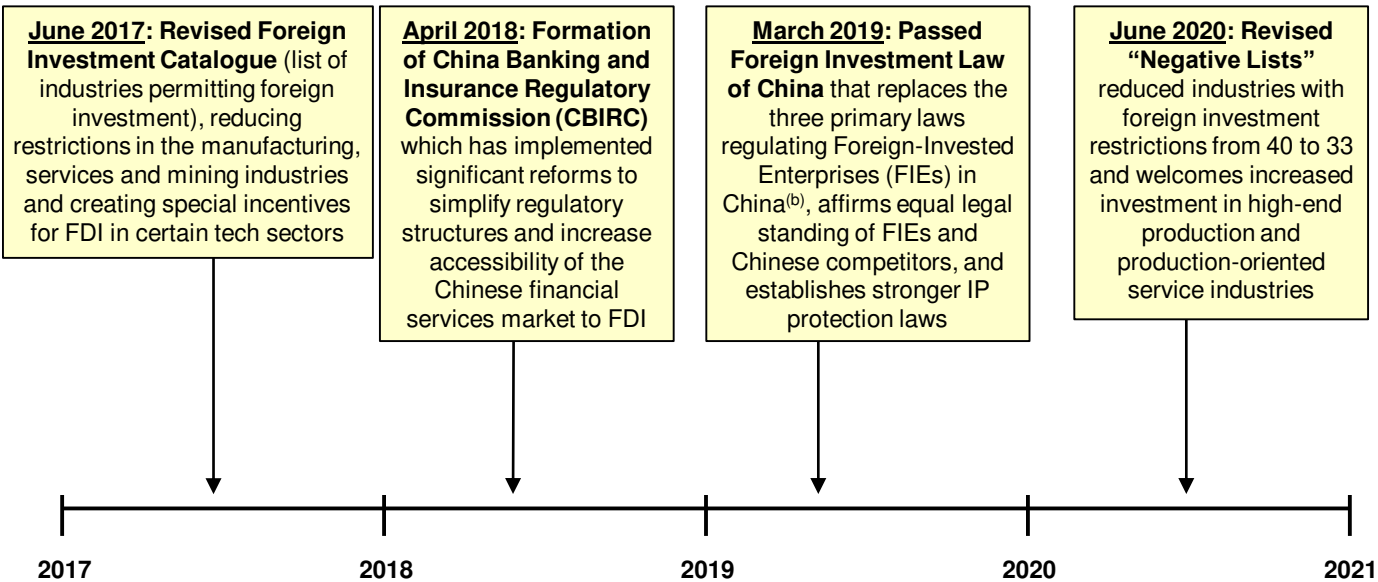 June 2017: Revised Foreign
Investment Catalogue (list of
industries permitting foreign
investment), reducing
restrictions in the manufacturing,
services and mining industries
and creating special incentives
for FDI in certain tech sectors
April 2018: Formation
of China Banking and
Insurance Regulatory
Commission (CBIRC)
which has implemented
significant reforms to
simplify regulatory
structures and increase
accessibility of the
Chinese financial
services market to FDI
March 2019: Passed
Foreign Investment Law
of China that replaces the
three primary laws
regulating Foreign-Invested
Enterprises (FIEs) in
China(b), affirms equal legal
standing of FIEs and
Chinese competitors, and
establishes stronger IP
protection laws
June 2020: Revised
“Negative Lists”
reduced industries with
foreign investment
restrictions from 40 to 33
and welcomes increased
investment in high-end
production and
production-oriented
service industries
2017
2018
2019
2020
2021